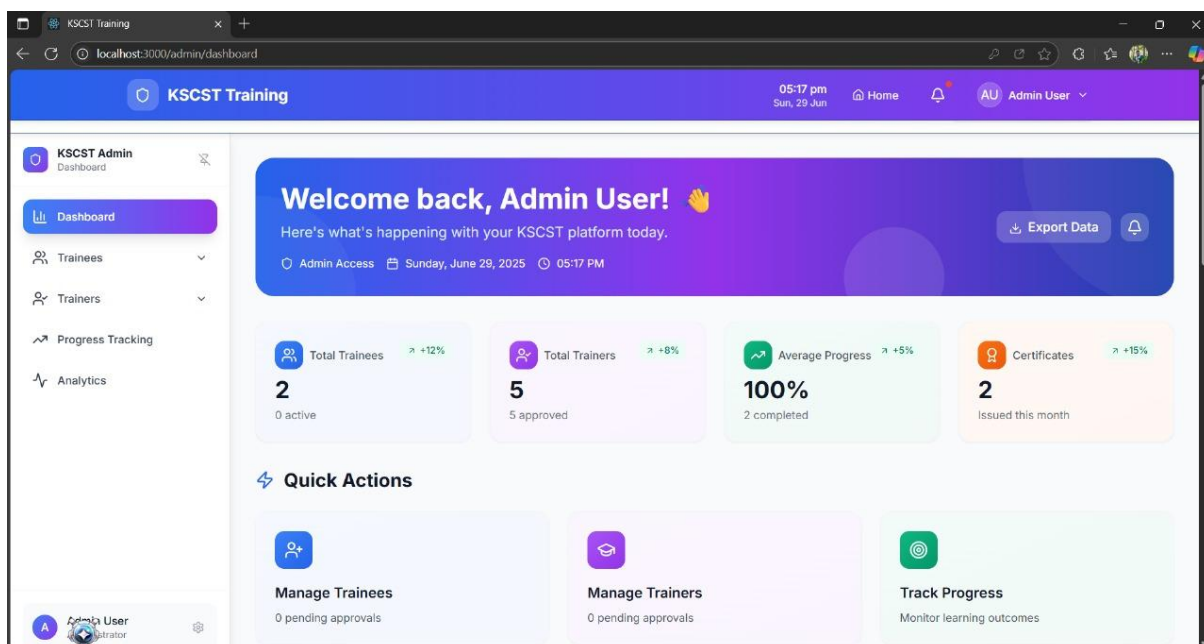 KSCST Training
localhost:3000/admin/dashboard
KSCST Training
05:17 pm
Sun, 29 Jun
Home
AU Admin User
KSCST Admin
Dashboard
Dashboard
Trainees
Trainers
Progress Tracking
Analytics
A
User
Welcome back, Admin User! 👋
Here's what's happening with your KSCST platform today.
Admin Access Sunday, June 29, 2025 05:17 PM
Export Data
Total Trainees +12%
2
0 active
Total Trainers +8%
5
5 approved
Average Progress +5%
100%
2 completed
Certificates +15%
2
Issued this month
Quick Actions
Manage Trainees
0 pending approvals
Manage Trainers
0 pending approvals
Track Progress
Monitor learning outcomes